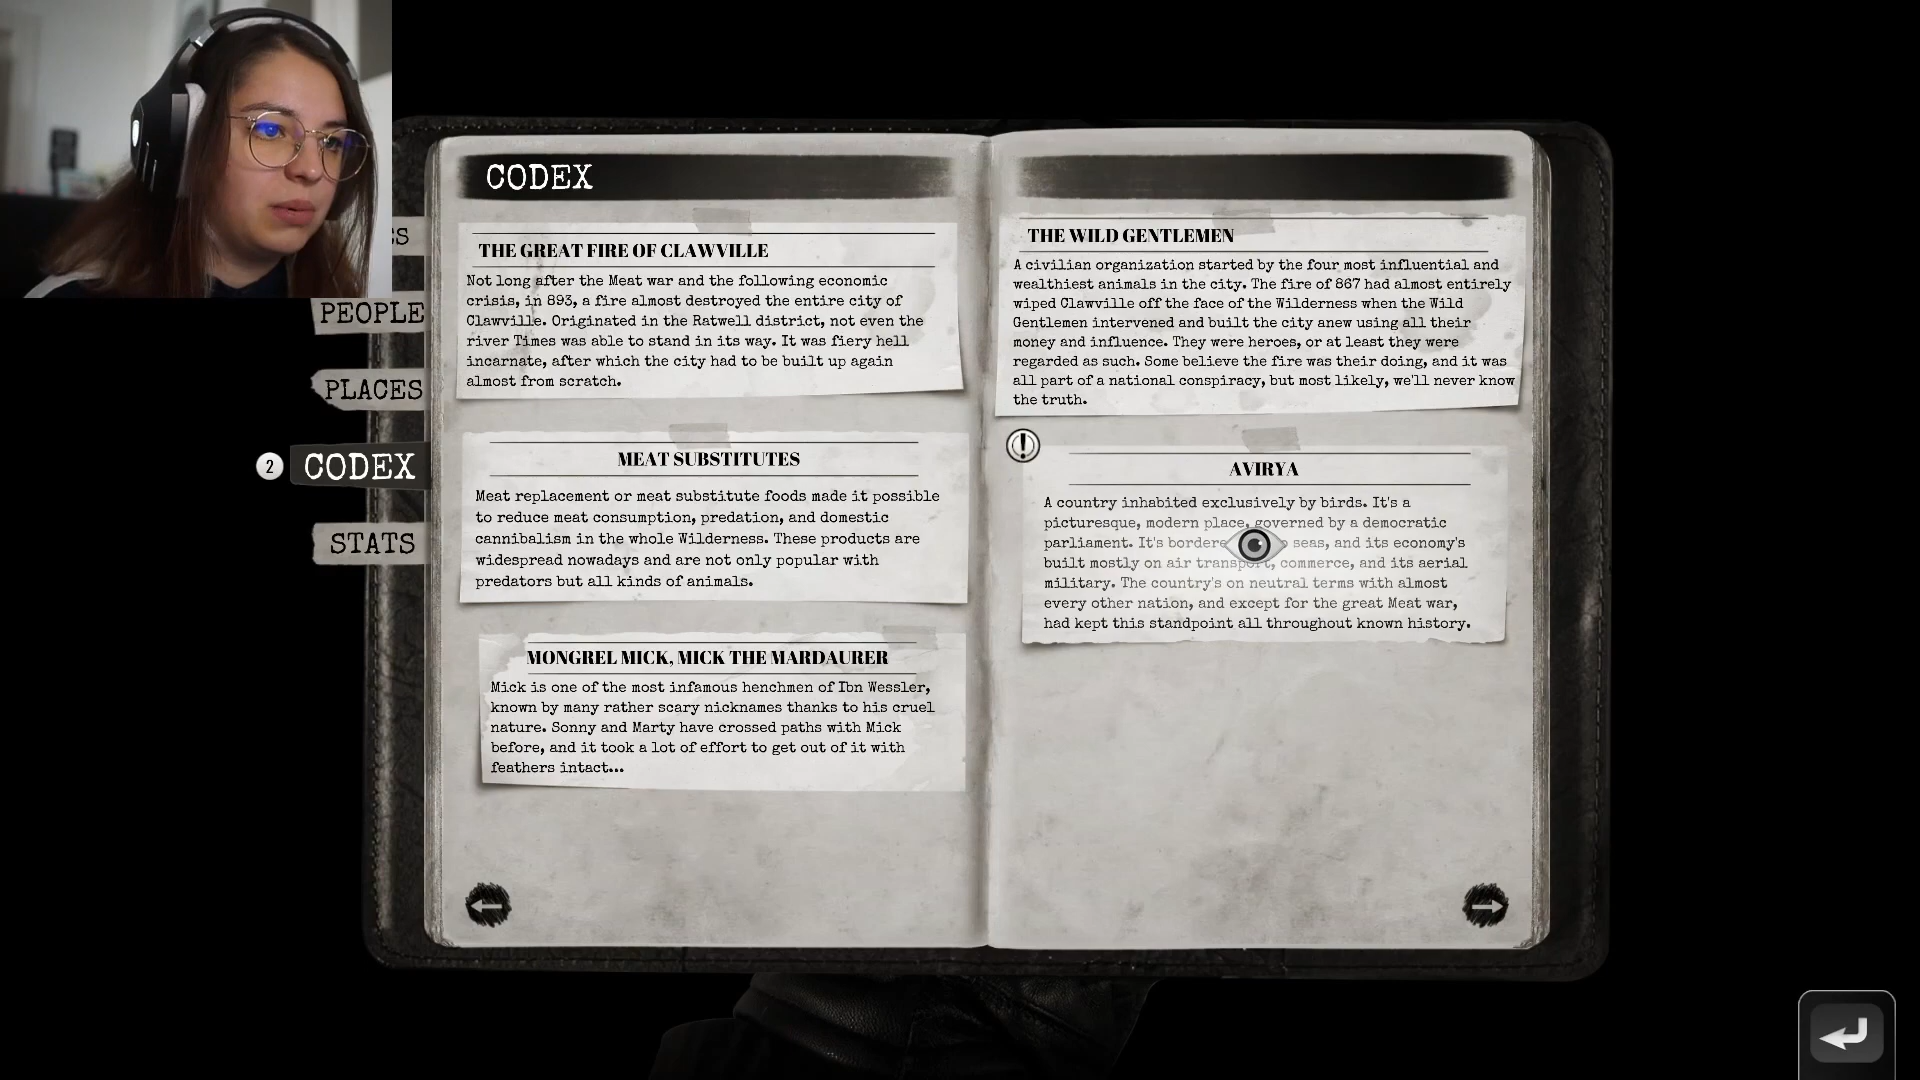 CODEX
THE GREAT FIRE OF CLAWVILLE
Not long after the Meat war and the following economic
crisis, in 893, a fire almost destroyed the entire city of
Clawville. Originated in the Ratwell district, not even the
river Times was able to stand in its way. It was fiery hell
incarnate, after which the city had to be built up again
almost from scratch.
MEAT SUBSTITUTES
Meat replacement or meat substitute foods made it possible
to reduce meat consumption, predation, and domestic
cannibalism in the whole Wilderness. These products are
widespread nowadays and are not only popular with
predators but all kinds of animals.
MONGREL MICK, MICK THE MARDAURER
Mick is one of the most infamous henchmen of Ibn Wessler,
known by many rather scary nicknames thanks to his cruel
nature. Sonny and Marty have crossed paths with Mick
before, and it took a lot of effort to get out of it with
feathers intact...
THE WILD GENTLEMEN
A civilian organization started by the four most influential and
wealthiest animals in the city. The fire of 867 had almost entirely
wiped Clawville off the face of the Wilderness when the Wild
Gentlemen intervened and built the city anew using all their
money and influence. They were heroes, or at least they were
regarded as such. Some believe the fire was their doing, and it was
all part of a national conspiracy, but most likely, we'll never know
the truth.
AVIRYA
A country inhabited exclusively by birds. It's a
picturesque, modern place, governed by a democratic
parliament. It's seas, and its economy's
built mostly on air transport, commerce, and its aerial
military. The country's on neutral terms with almost
every other nation, and except for the great Meat war,
had kept this standpoint all throughout known history.
PEOPLE
PLACES
2 CODEX
STATS